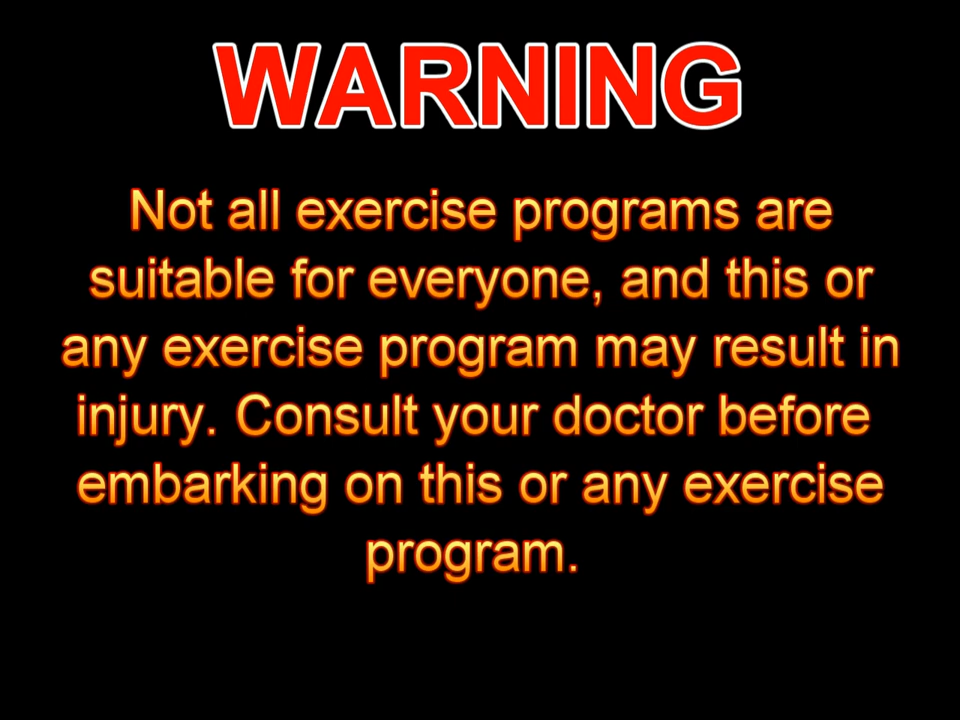 WARNING
Not all exercise programs are
suitable for everyone, and this or
any exercise program may result in
injury. Consult your doctor before
embarking on this or any exercise
program.